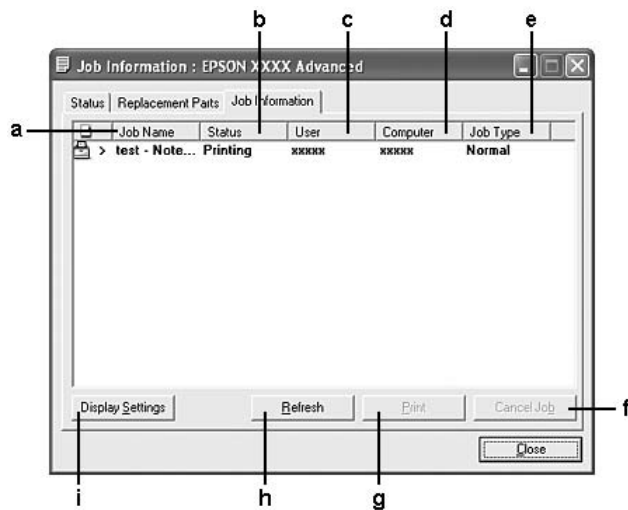 b c d e
Job Information : EPSON XXXX Advanced
Status Replacement Parts Job Information
a
Job Name Status User Computer Job Type
> test - Note... Printing xxxxx xxxxx Normal
Display Settings Refresh Print Cancel Job
f
Close
i h g